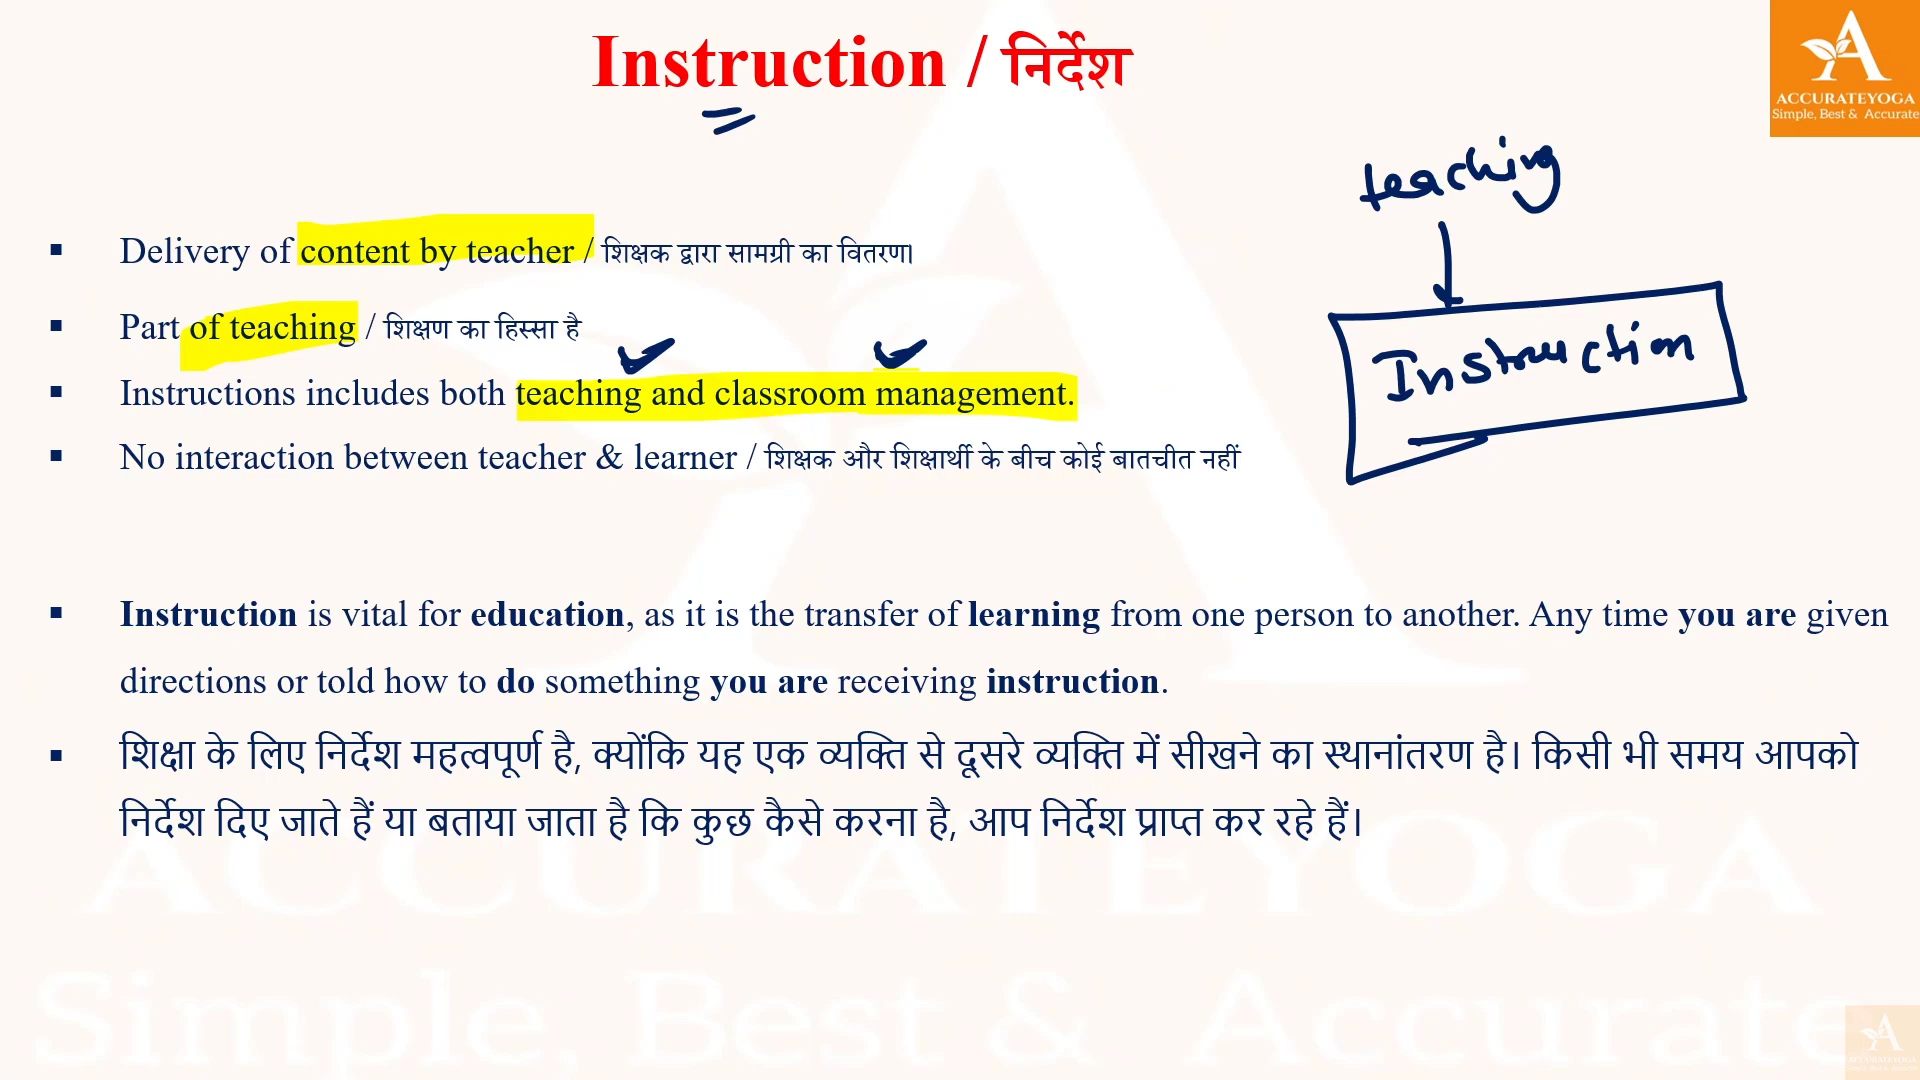 Instruction / निर्देश
ACCURATEYOGA
Simple, Best & Accurate
teaching
Delivery of content by teacher / शिक्षक द्वारा सामग्री का वितरण।
Part of teaching / शिक्षण का हिस्सा है
Instruction
Instructions includes both teaching and classroom management.
No interaction between teacher & learner / शिक्षक और शिक्षार्थी के बीच कोई बातचीत नहीं
Instruction is vital for education, as it is the transfer of learning from one person to another. Any time you are given
directions or told how to do something you are receiving instruction.
शिक्षा के लिए निर्देश महत्वपूर्ण है, क्योंकि यह एक व्यक्ति से दूसरे व्यक्ति में सीखने का स्थानांतरण है। किसी भी समय आपको
निर्देश दिए जाते हैं या बताया जाता है कि कुछ कैसे करना है, आप निर्देश प्राप्त कर रहे हैं।
ACCURATEYOGA
Simple, Best & Accurate
ACCURATEYOGA